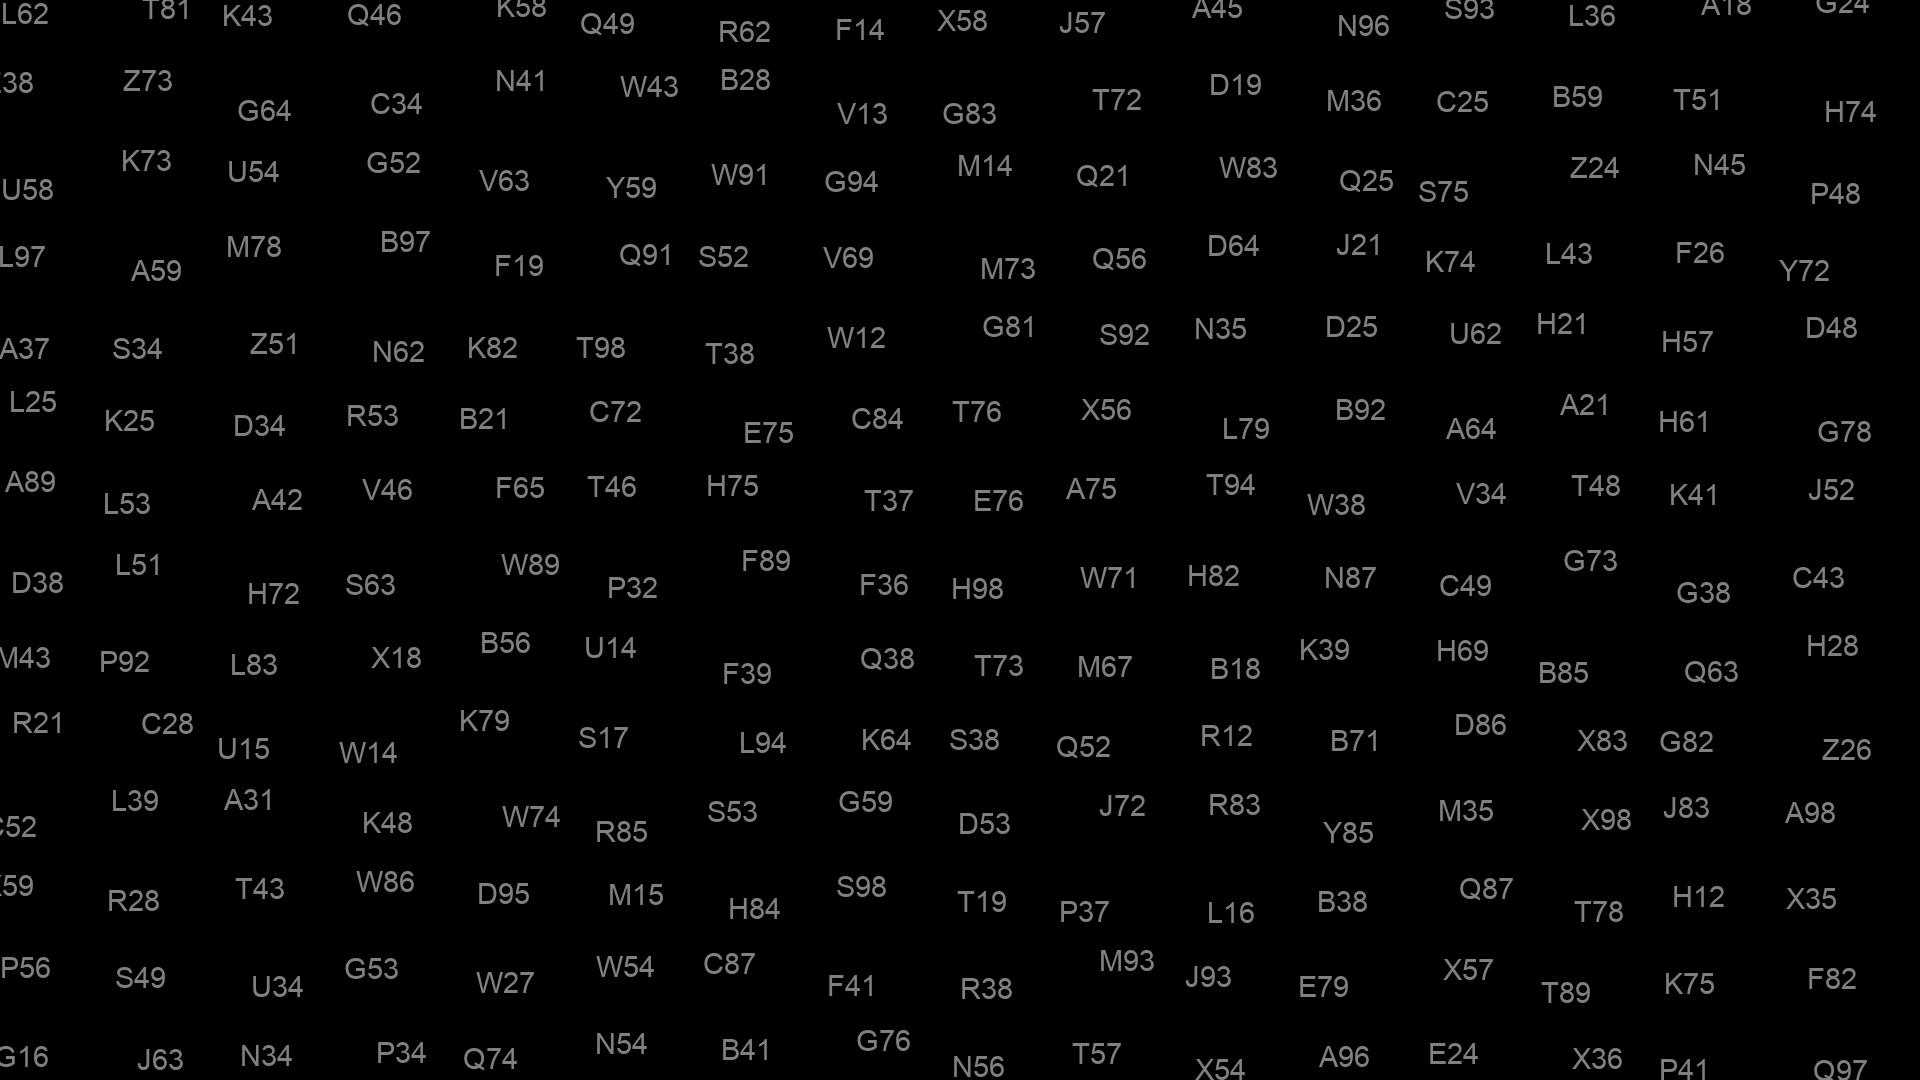 L62 T81 K43 Q46 K58 Q49 R62 F14 X58 J57 A45 N96 S93 L36 A18 G24
38 Z73 G64 C34 N41 W43 B28 V13 G83 T72 D19 M36 C25 B59 T51 H74
U58 K73 U54 G52 V63 Y59 W91 G94 M14 Q21 W83 Q25 S75 Z24 N45 P48
L97 A59 M78 B97 F19 Q91 S52 V69 M73 Q56 D64 J21 K74 L43 F26 Y72
A37 S34 Z51 N62 K82 T98 T38 W12 G81 S92 N35 D25 U62 H21 H57 D48
L25 K25 D34 R53 B21 C72 E75 C84 T76 X56 L79 B92 A64 A21 H61 G78
A89 L53 A42 V46 F65 T46 H75 T37 E76 A75 T94 W38 V34 T48 K41 J52
D38 L51 H72 S63 W89 P32 F89 F36 H98 W71 H82 N87 C49 G73 G38 C43
M43 P92 L83 X18 B56 U14 F39 Q38 T73 M67 B18 K39 H69 B85 Q63 H28
R21 C28 U15 W14 K79 S17 L94 K64 S38 Q52 R12 B71 D86 X83 G82 Z26
52 L39 A31 K48 W74 R85 S53 G59 D53 J72 R83 Y85 M35 X98 J83 A98
59 R28 T43 W86 D95 M15 H84 S98 T19 P37 L16 B38 Q87 T78 H12 X35
P56 S49 U34 G53 W27 W54 C87 F41 R38 M93 J93 E79 X57 T89 K75 F82
G16 J63 N34 P34 Q74 N54 B41 G76 N56 T57 X54 A96 E24 X36 P41 Q97